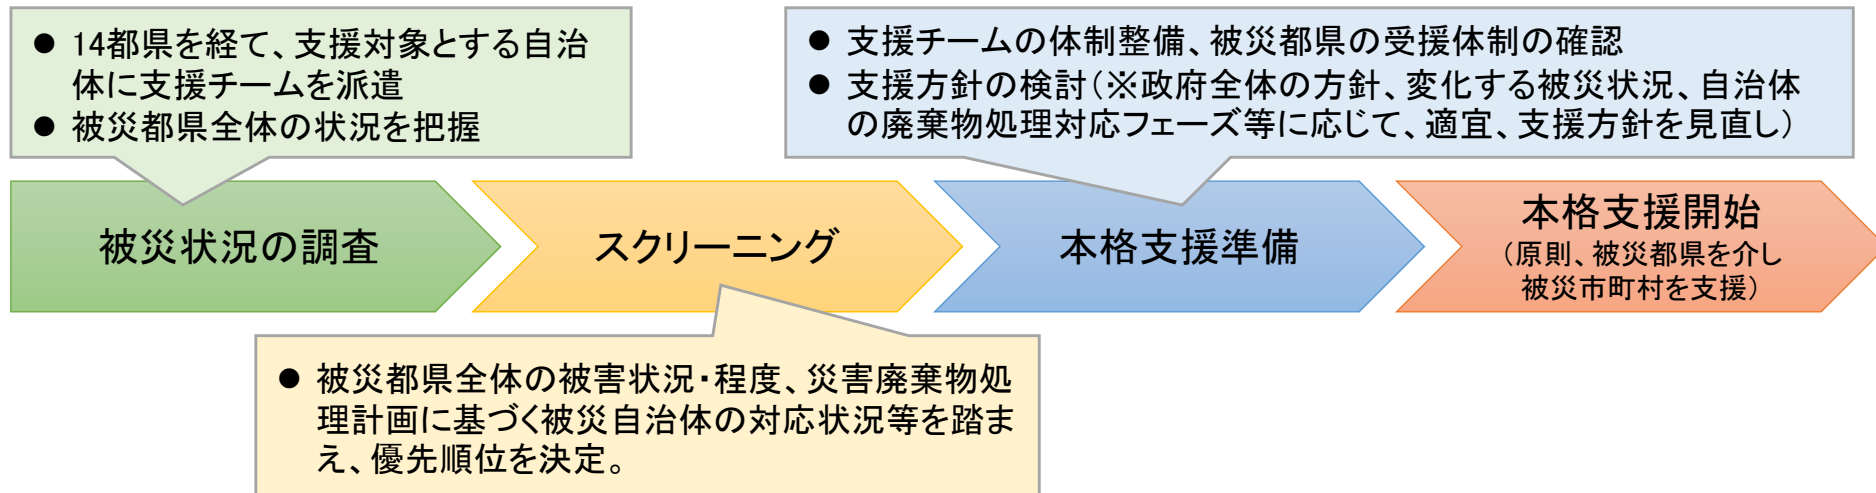 ● 14都県を経て、支援対象とする自治
体に支援チームを派遣
● 被災都県全体の状況を把握
● 支援チームの体制整備、被災都県の受援体制の確認
● 支援方針の検討(※政府全体の方針、変化する被災状況、自治体
の廃棄物処理対応フェーズ等に応じて、適宜、支援方針を見直し)
被災状況の調査
スクリーニング
本格支援準備
本格支援開始
(原則、被災都県を介し
被災市町村を支援)
● 被災都県全体の被害状況・程度、災害廃棄物処
理計画に基づく被災自治体の対応状況等を踏ま
え、優先順位を決定。